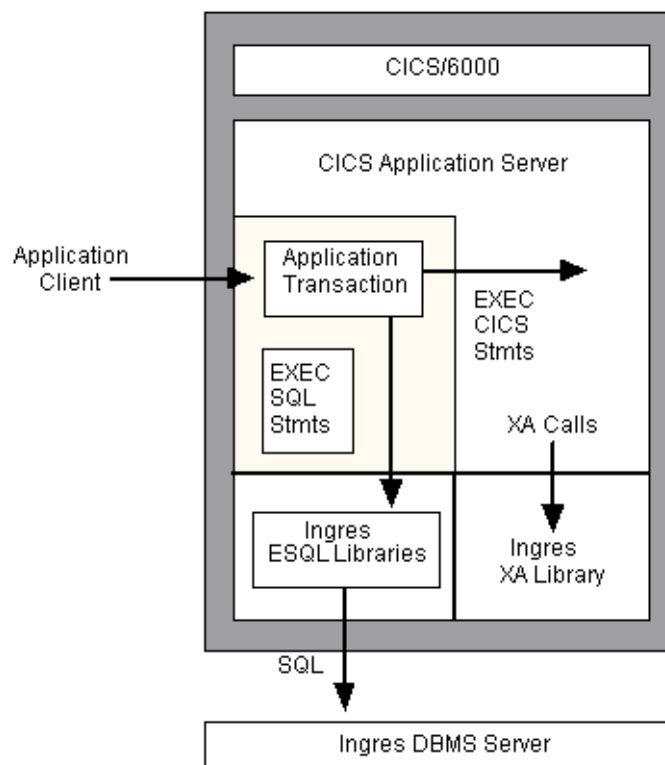 CICS/6000
CICS Application Server
Application
Client
Application
Transaction
EXEC
CICS
Stmts
EXEC
SQL
Stmts
XA Calls
Ingres
ESQL Libraries
Ingres
XA Library
SQL
Ingres DBMS Server